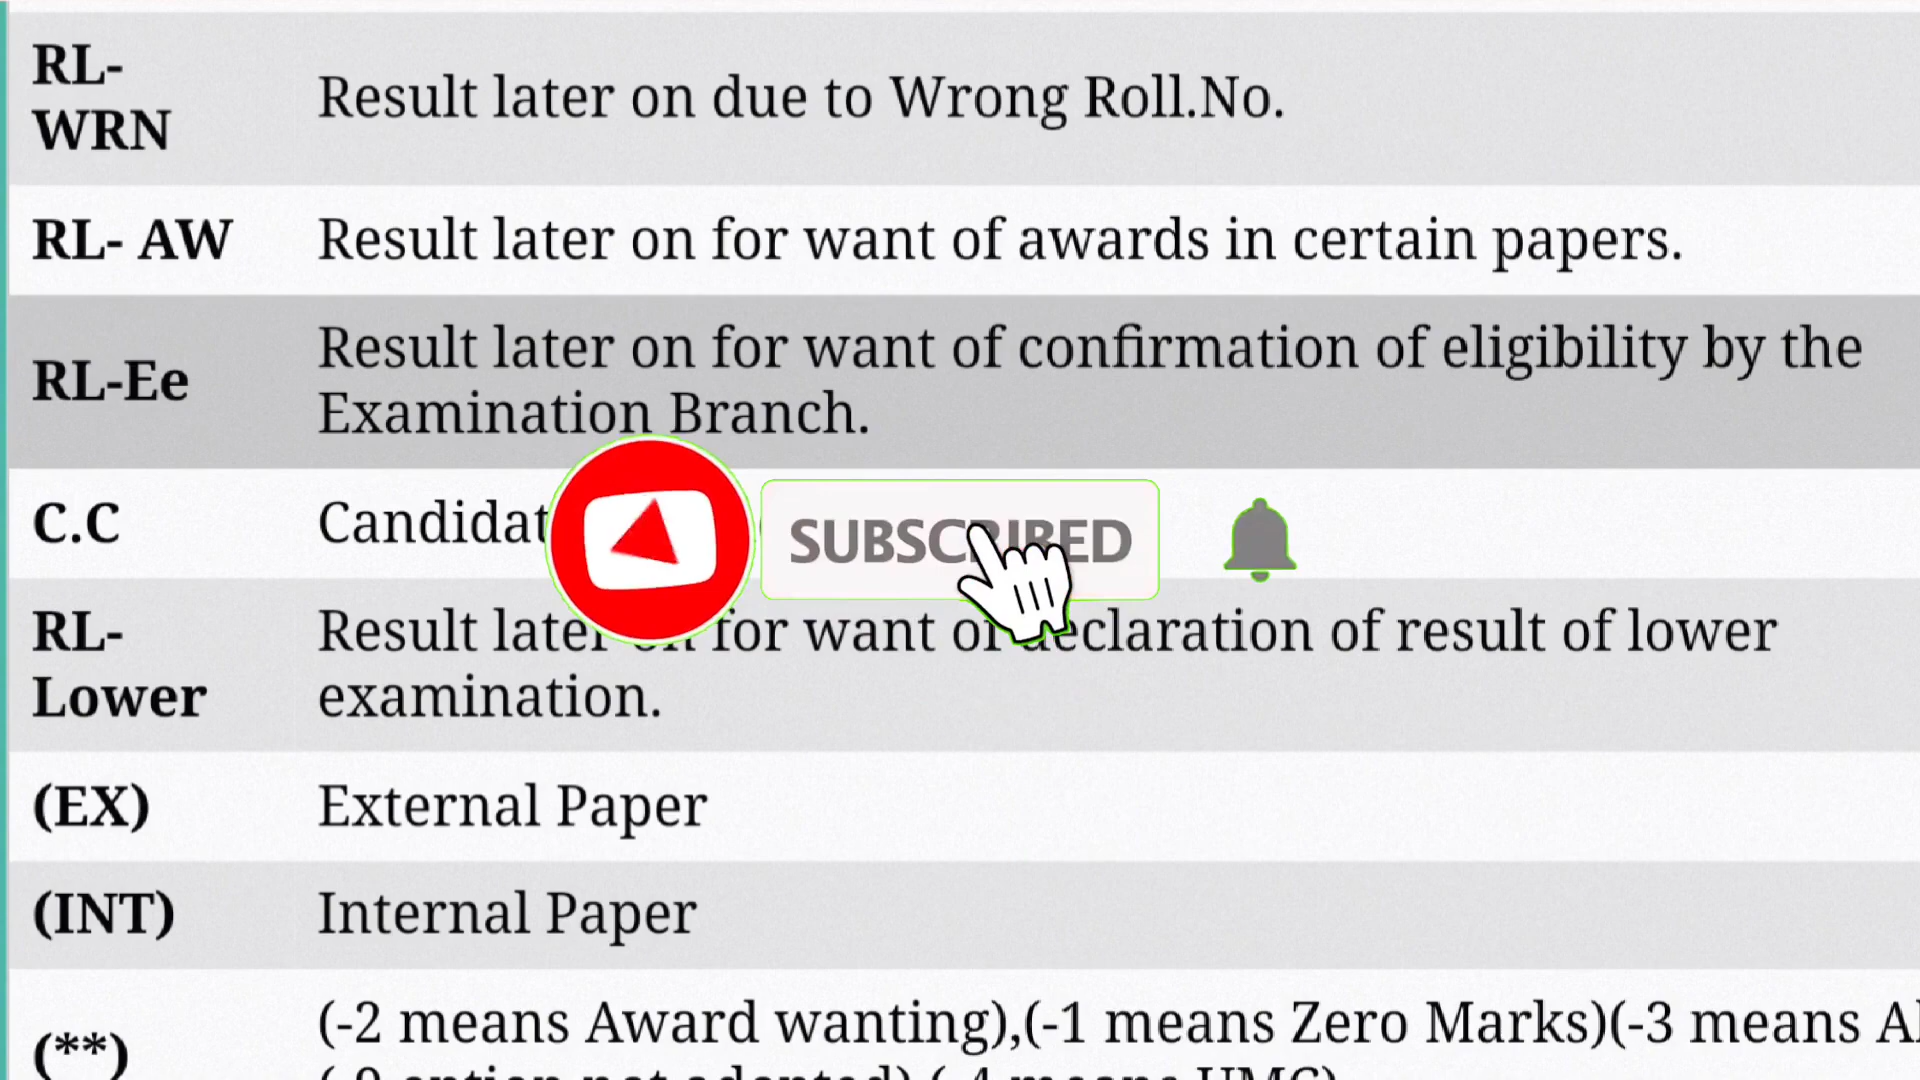 RL-
WRN
Result later on due to Wrong Roll.No.
RL- AW
Result later on for want of awards in certain papers.
RL-Ee
Result later on for want of confirmation of eligibility by the
Examination Branch.
C.C
SUBSCRIBED
RL-
Lower
Result later on for want of declaration of result of lower
examination.
(EX)
External Paper
(INT)
Internal Paper
(**)
(-2 means Award wanting),(-1 means Zero Marks)(-3 means